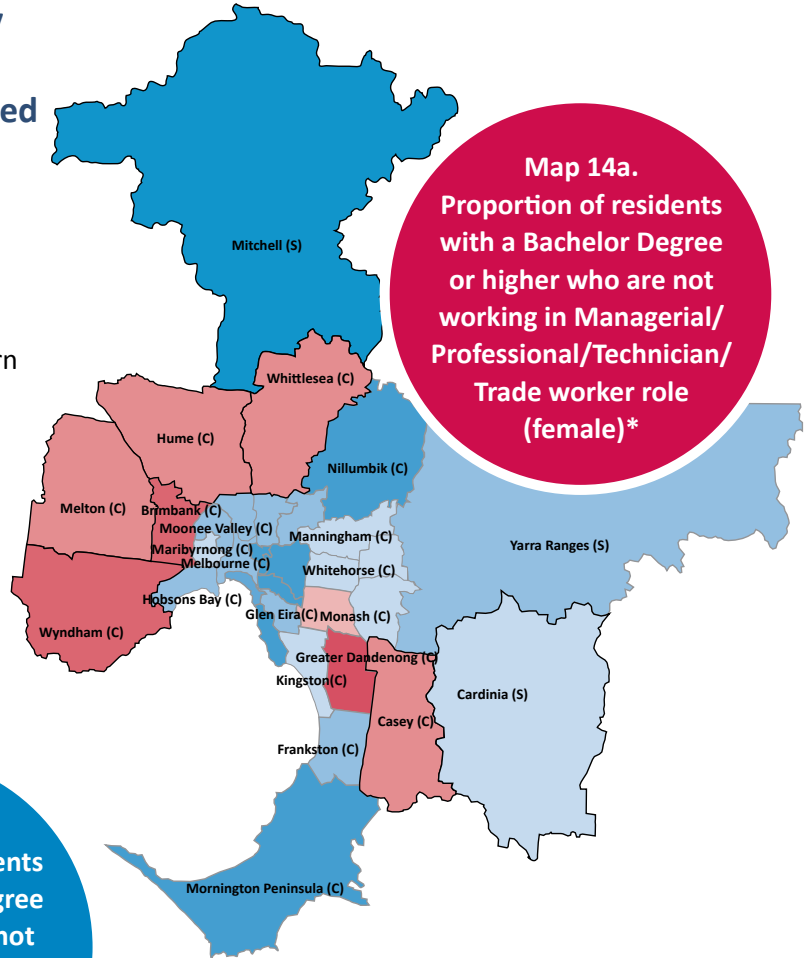 ed
rn
Map 14a.
Proportion of residents
with a Bachelor Degree
or higher who are not
working in Managerial/
Professional/Technician/
Trade worker role
(female)*
Mitchell (S)
Whittlesea (C)
Hume (C)
Nillumbik (C)
Melton (C)
Brimbank (C)
Moonee Valley (C)
Manningham (C)
Maribyrnong (C)
Yarra Ranges (S)
Melbourne (C)
Whitehorse (C)
Hobsons Bay (C)
Glen Eira(C)
Monash (C)
Wyndham (C)
Greater Dandenong (C)
Kingston(C)
Cardinia (S)
Casey (C)
Frankston (C)
Mornington Peninsula (C)
ents
gree
not